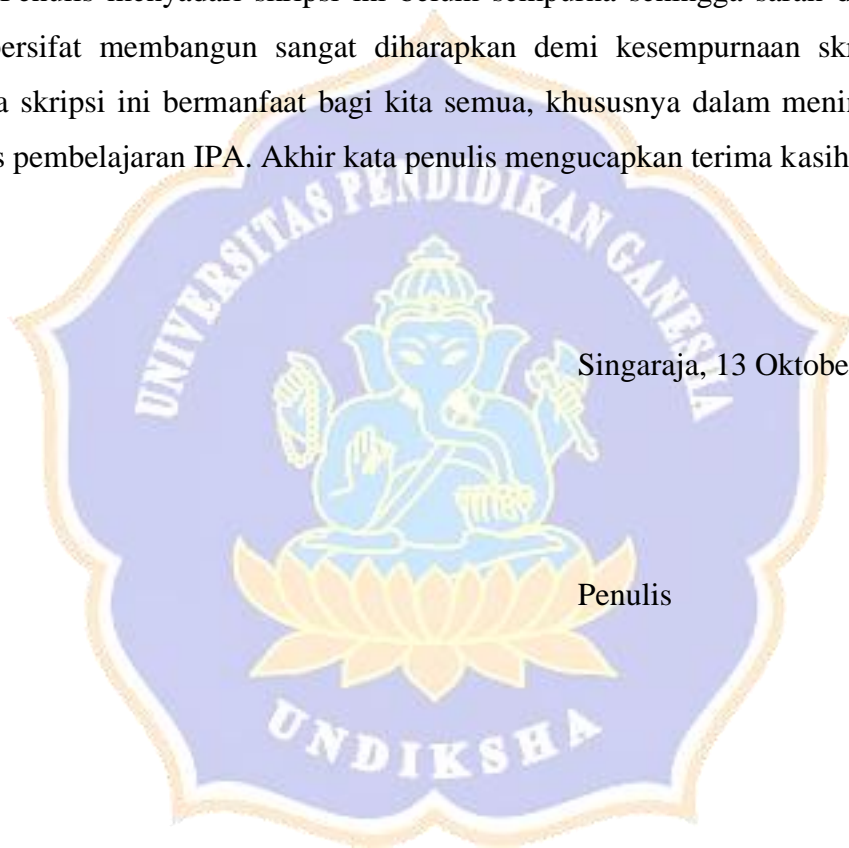 Penulis menyadari skripsi ini belum sempurna sehingga saran d
bersifat membangun sangat diharapkan demi kesempurnaan sk
a skripsi ini bermanfaat bagi kita semua, khususnya dalam menin
s pembelajaran IPA. Akhir kata penulis mengucapkan terima kasih
UNIVERSITAS PENDIDIKAN GANESHA
Singaraja, 13 Oktobe
Penulis
UNDIKSHA